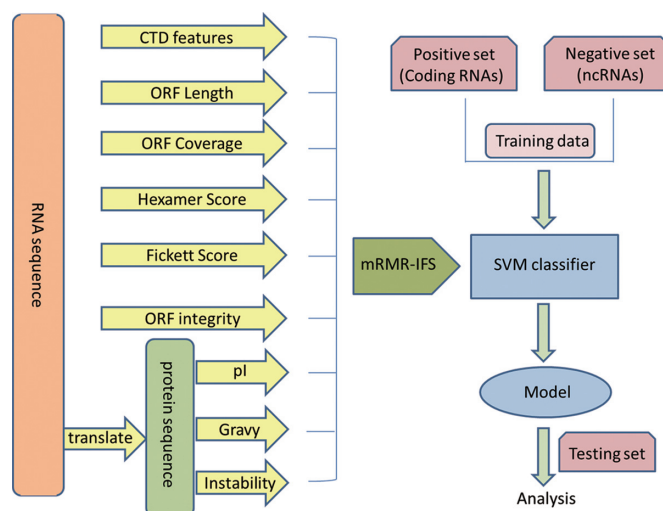 RNA sequence
CTD features
ORF Length
ORF Coverage
Hexamer Score
Fickett Score
ORF integrity
translate
protein sequence
pI
Gravy
Instability
mRMR-IFS
Positive set
(Coding RNAs)
Negative set
(ncRNAs)
Training data
SVM classifier
Model
Testing set
Analysis